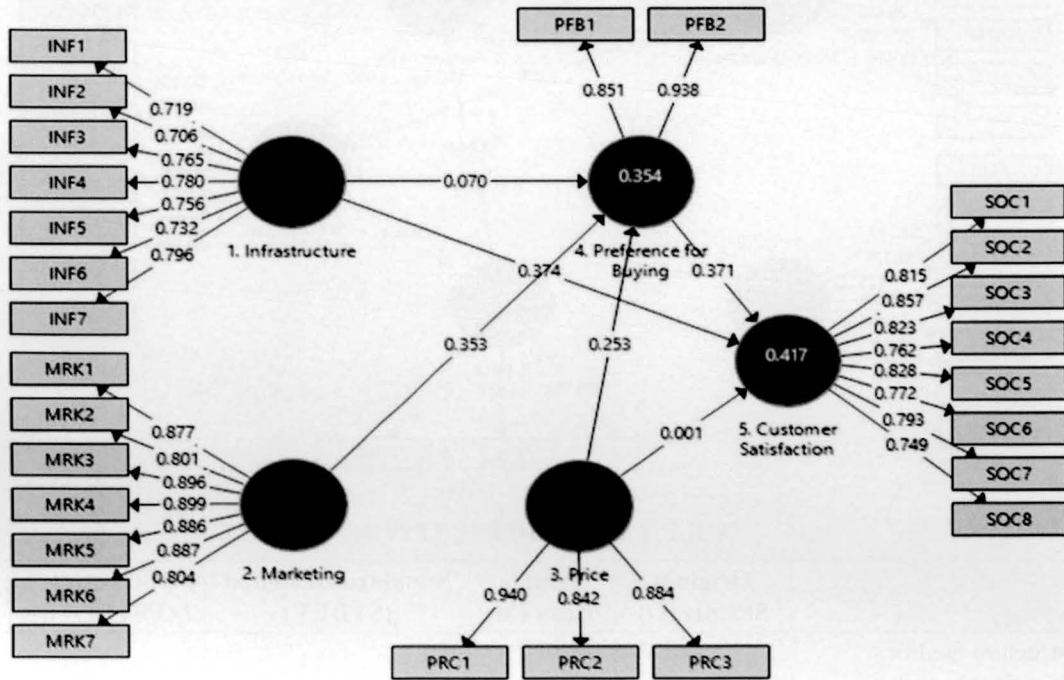 PFB1
PFB2
INF1
INF2
INF3
INF4
INF5
INF6
INF7
0.719
0.706
0.765
0.780
0.756
0.732
0.796
0.851
0.938
0.070
0.354
1. Infrastructure
4. Preference for
Buying
0.374
0.371
0.353
0.253
0.417
0.001
5. Customer
Satisfaction
SOC1
SOC2
SOC3
SOC4
SOC5
SOC6
SOC7
SOC8
0.815
0.857
0.823
0.762
0.828
0.772
0.793
0.749
MRK1
MRK2
MRK3
MRK4
MRK5
MRK6
MRK7
0.877
0.801
0.896
0.899
0.886
0.887
0.804
2. Marketing
3. Price
0.940
0.842
0.884
PRC1
PRC2
PRC3